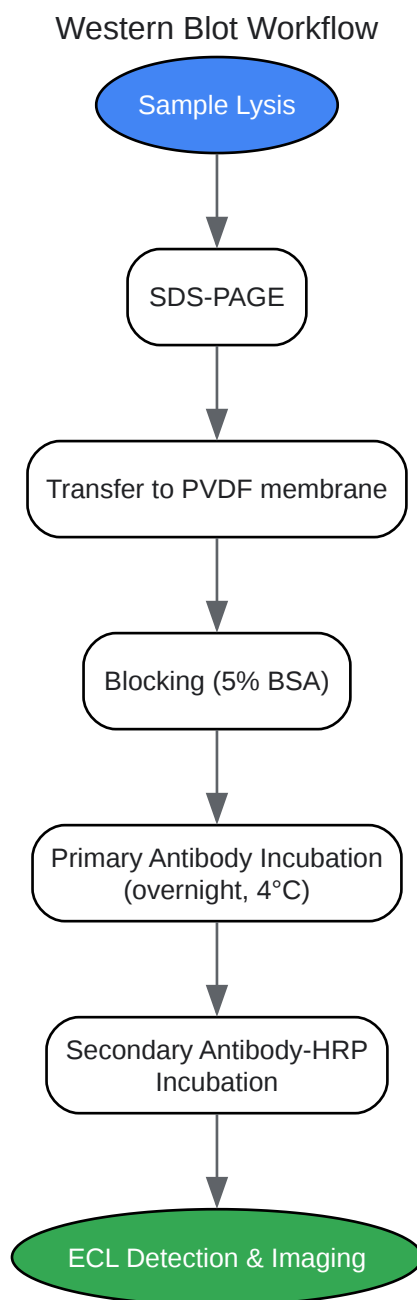 Western Blot Workflow
Sample Lysis
SDS-PAGE
Transfer to PVDF membrane
Blocking (5% BSA)
Primary Antibody Incubation
(overnight, 4°C)
Secondary Antibody-HRP
Incubation
ECL Detection & Imaging